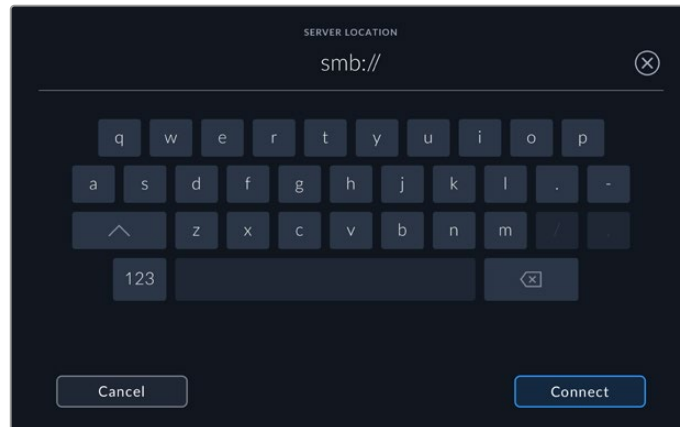 SERVER LOCATION
smb://
q w e r t y u i o p
a s d f g h j k l . -
z x c v b n m /
123
Cancel Connect